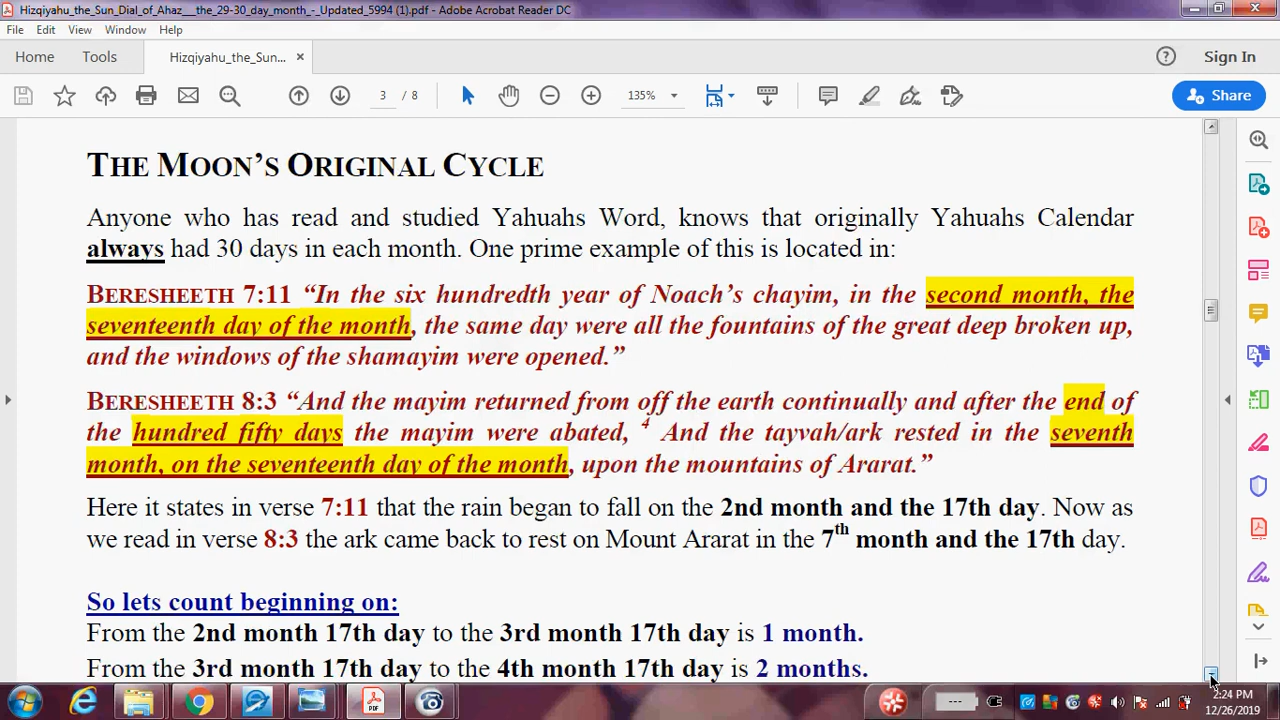 Hizqiyahu_the_Sun_Dial_of_Ahaz___the_29-30_day_month_-_Updated_5994 (1).pdf - Adobe Acrobat Reader DC
File Edit View Window Help
Home Tools Hizqiyahu_the_Sun... × ? Sign In
3 / 8 135% Share
THE MOON'S ORIGINAL CYCLE
Anyone who has read and studied Yahuahs Word, knows that originally Yahuahs Calendar
always had 30 days in each month. One prime example of this is located in:
BERESHEETH 7:11 “In the six hundredth year of Noach’s chayim, in the second month, the
seventeenth day of the month, the same day were all the fountains of the great deep broken up,
and the windows of the shamayim were opened.”
BERESHEETH 8:3 “And the mayim returned from off the earth continually and after the end of
the hundred fifty days the mayim were abated, 4 And the tayvah/ark rested in the seventh
month, on the seventeenth day of the month, upon the mountains of Ararat.”
Here it states in verse 7:11 that the rain began to fall on the 2nd month and the 17th day. Now as
we read in verse 8:3 the ark came back to rest on Mount Ararat in the 7th month and the 17th day.
So lets count beginning on:
From the 2nd month 17th day to the 3rd month 17th day is 1 month.
From the 3rd month 17th day to the 4th month 17th day is 2 months.
PDF
2:24 PM
12/26/2019